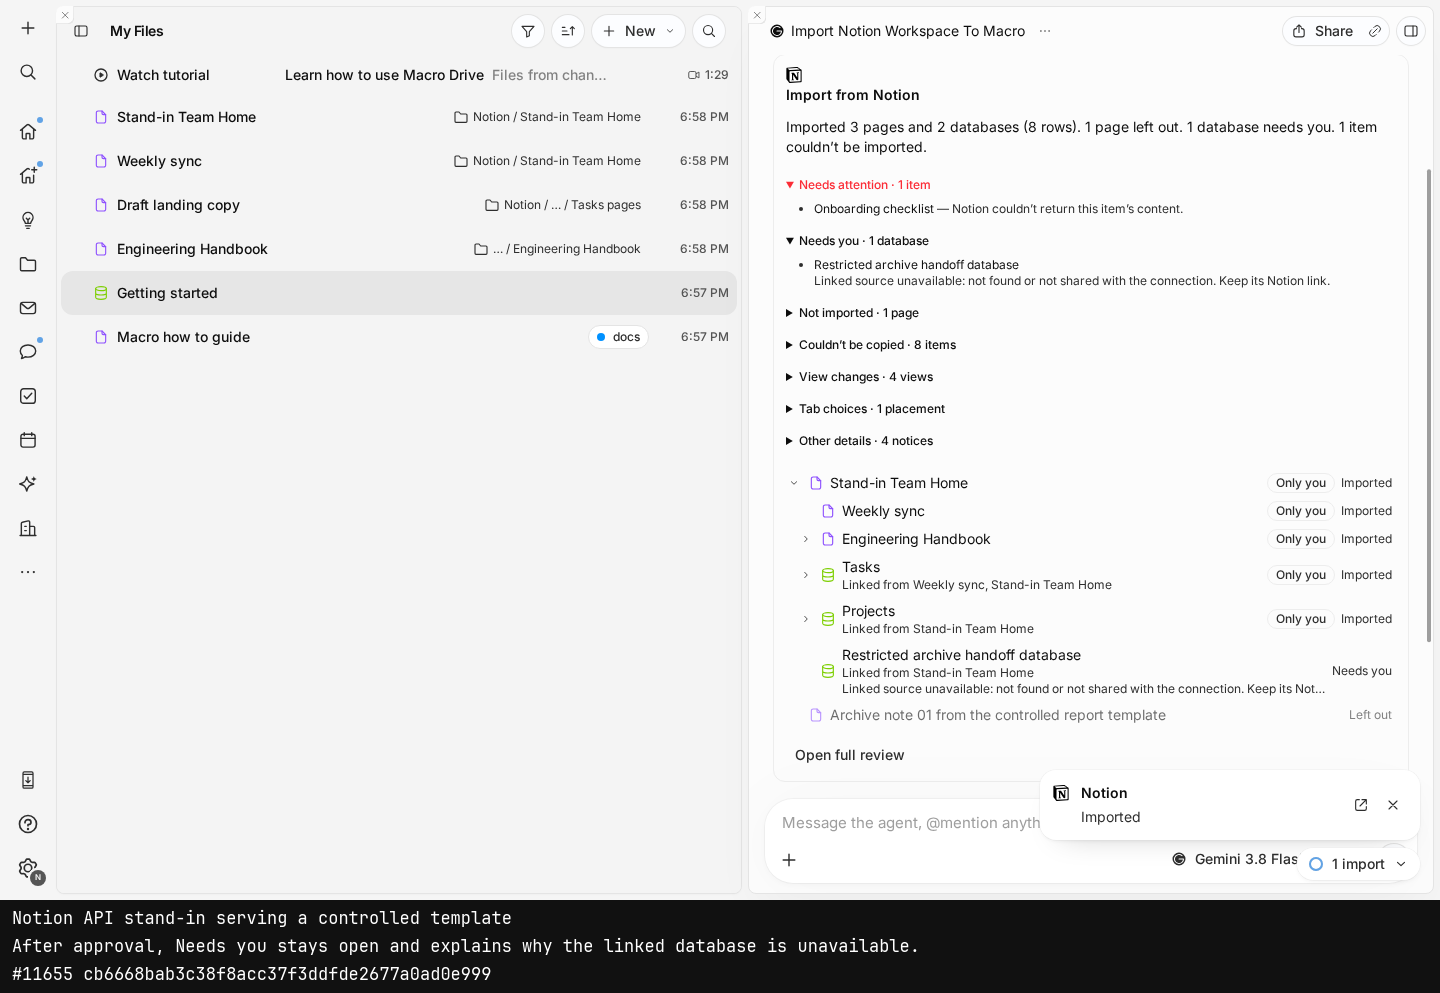 My Files
New
Watch tutorial
Learn how to use Macro Drive Files from chan...
1:29
Stand-in Team Home
Notion / Stand-in Team Home
6:58 PM
Weekly sync
Notion / Stand-in Team Home
6:58 PM
Draft landing copy
Notion / ... / Tasks pages
6:58 PM
Engineering Handbook
... / Engineering Handbook
6:58 PM
Getting started
6:57 PM
Macro how to guide
docs
6:57 PM
N
Import Notion Workspace To Macro
Share
Import from Notion
Imported 3 pages and 2 databases (8 rows). 1 page left out. 1 database needs you. 1 item
couldn’t be imported.
Needs attention · 1 item
• Onboarding checklist — Notion couldn’t return this item’s content.
Needs you · 1 database
• Restricted archive handoff database
Linked source unavailable: not found or not shared with the connection. Keep its Notion link.
Not imported · 1 page
Couldn’t be copied · 8 items
View changes · 4 views
Tab choices · 1 placement
Other details · 4 notices
Stand-in Team Home
Only you
Imported
Weekly sync
Only you
Imported
Engineering Handbook
Only you
Imported
Tasks
Linked from Weekly sync, Stand-in Team Home
Only you
Imported
Projects
Linked from Stand-in Team Home
Only you
Imported
Restricted archive handoff database
Linked from Stand-in Team Home
Linked source unavailable: not found or not shared with the connection. Keep its Not...
Needs you
Archive note 01 from the controlled report template
Left out
Open full review
Notion
Imported
Message the agent, @mention anyth
Gemini 3.8 Flas
1 import
Notion API stand-in serving a controlled template
After approval, Needs you stays open and explains why the linked database is unavailable.
#11655 cb6668bab3c38f8acc37f3ddfde2677a0ad0e999